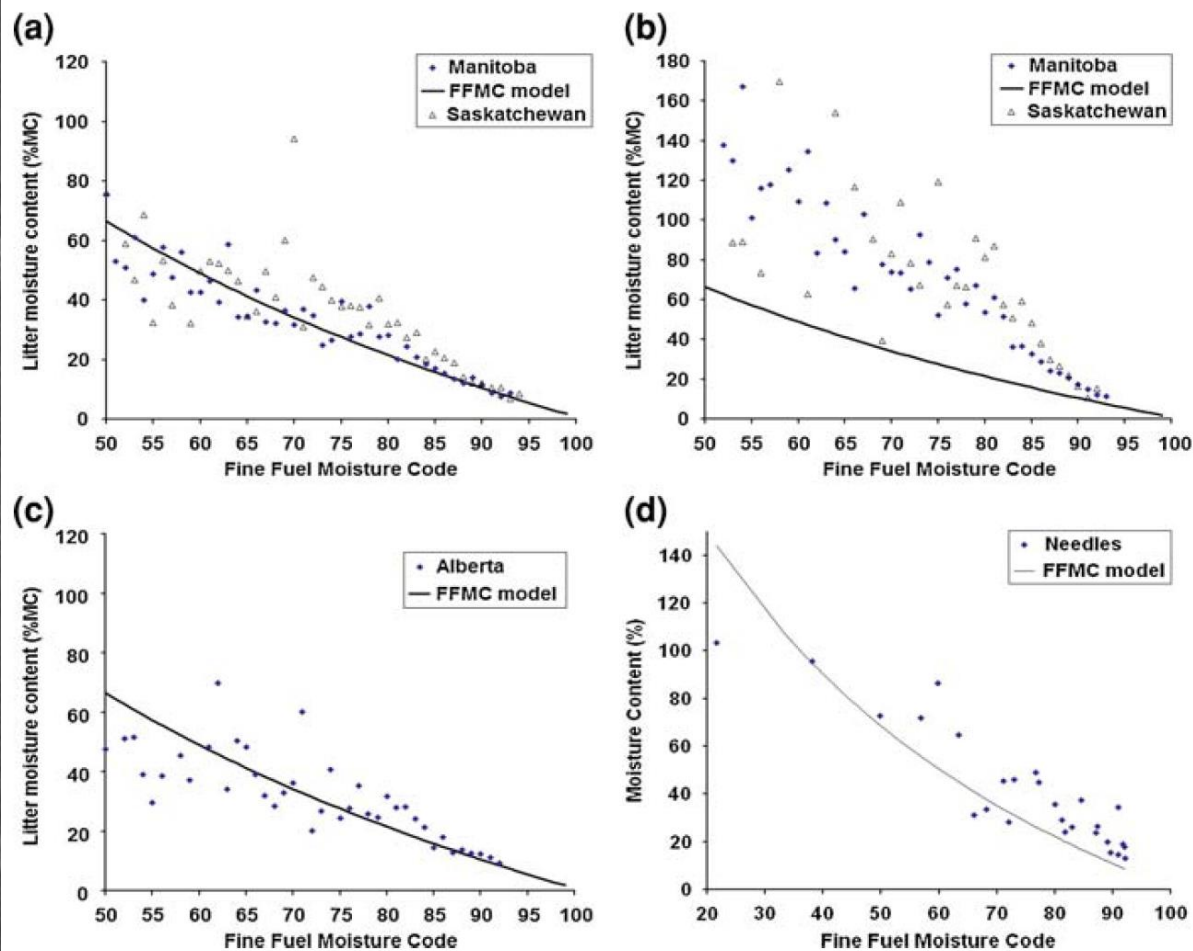 (a)
120
100
80
60
40
20
0
Litter moisture content (%MC)
Manitoba
FFMC model
Saskatchewan
50 55 60 65 70 75 80 85 90 95 100
Fine Fuel Moisture Code
(b)
180
160
140
120
100
80
60
40
20
0
Litter moisture content (%MC)
Manitoba
FFMC model
Saskatchewan
50 55 60 65 70 75 80 85 90 95 100
Fine Fuel Moisture Code
(c)
120
100
80
60
40
20
0
Litter moisture content (%MC)
Alberta
FFMC model
50 55 60 65 70 75 80 85 90 95 100
Fine Fuel Moisture Code
(d)
140
120
100
80
60
40
20
0
Moisture Content (%)
Needles
FFMC model
20 30 40 50 60 70 80 90 100
Fine Fuel Moisture Code